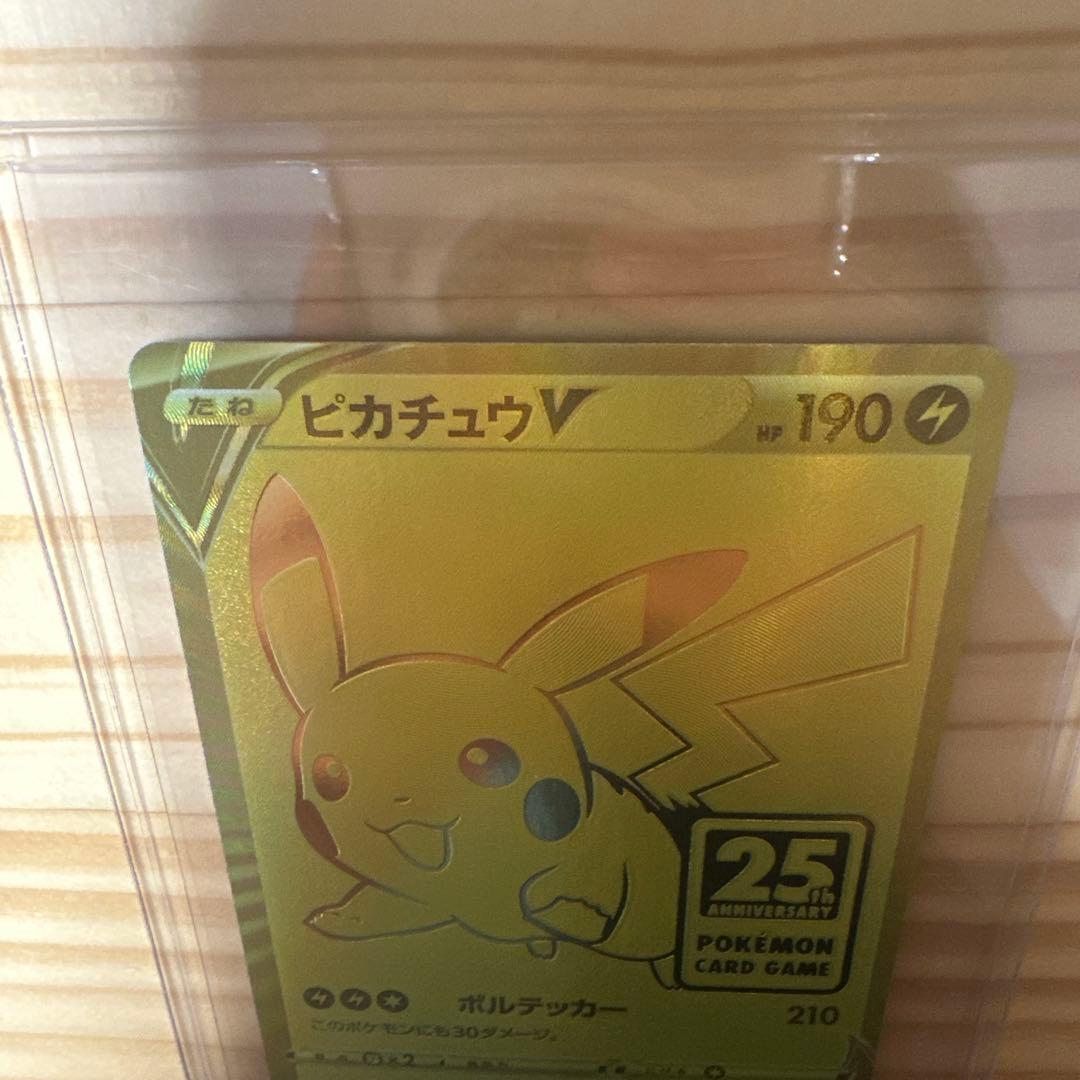 たね ピカチュウV HP 190
25th
ANNIVERSARY
POKÉMON
CARD GAME
ボルテッカー 210
このポケモンにも30ダメージ。
×2